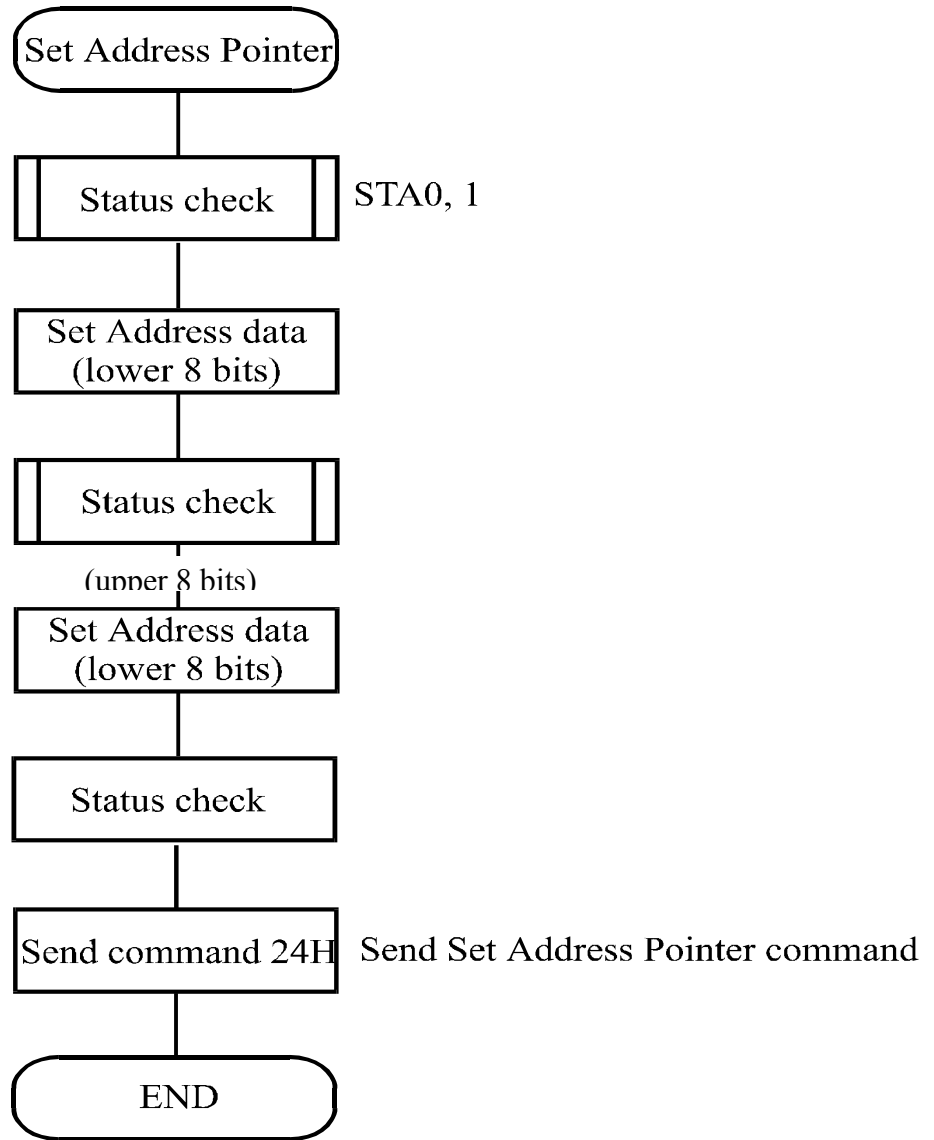 Set Address Pointer
Status check
STA0, 1
Set Address data
(lower 8 bits)
Status check
(upper 8 bits)
Set Address data
(lower 8 bits)
Status check
Send command 24H
Send Set Address Pointer command
END